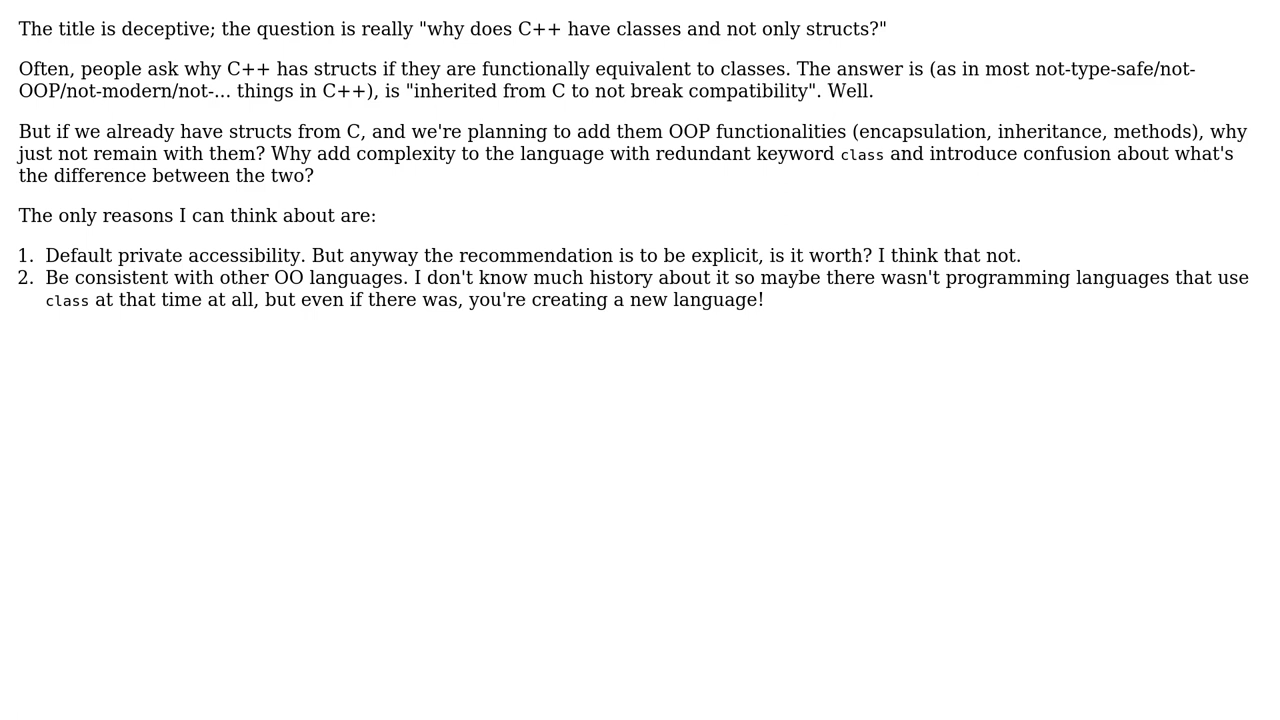 The title is deceptive; the question is really "why does C++ have classes and not only structs?"
Often, people ask why C++ has structs if they are functionally equivalent to classes. The answer is (as in most not-type-safe/not-
OOP/not-modern/not-... things in C++), is "inherited from C to not break compatibility". Well.
But if we already have structs from C, and we're planning to add them OOP functionalities (encapsulation, inheritance, methods), why
just not remain with them? Why add complexity to the language with redundant keyword class and introduce confusion about what's
the difference between the two?
The only reasons I can think about are:
1. Default private accessibility. But anyway the recommendation is to be explicit, is it worth? I think that not.
2. Be consistent with other OO languages. I don't know much history about it so maybe there wasn't programming languages that use
class at that time at all, but even if there was, you're creating a new language!